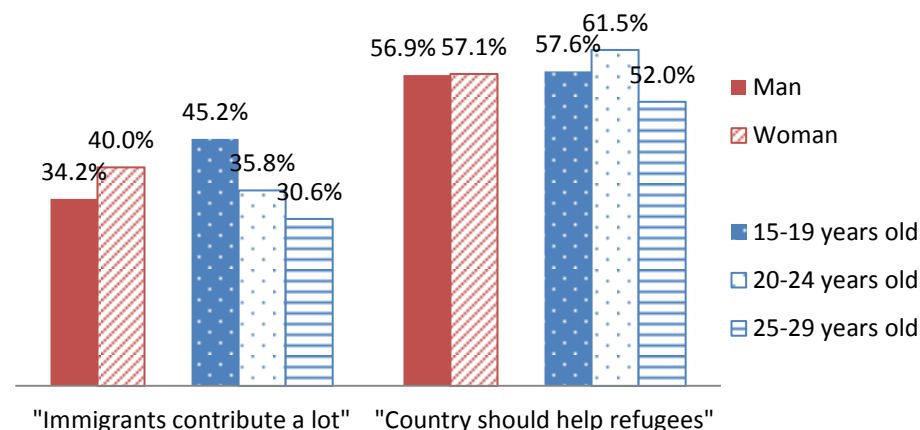 61.5%
56.9% 57.1% 57.6%
52.0%
45.2%
40.0%
34.2% 35.8%
30.6%
Man
Woman
15-19 years old
20-24 years old
25-29 years old
"Immigrants contribute a lot" "Country should help refugees"